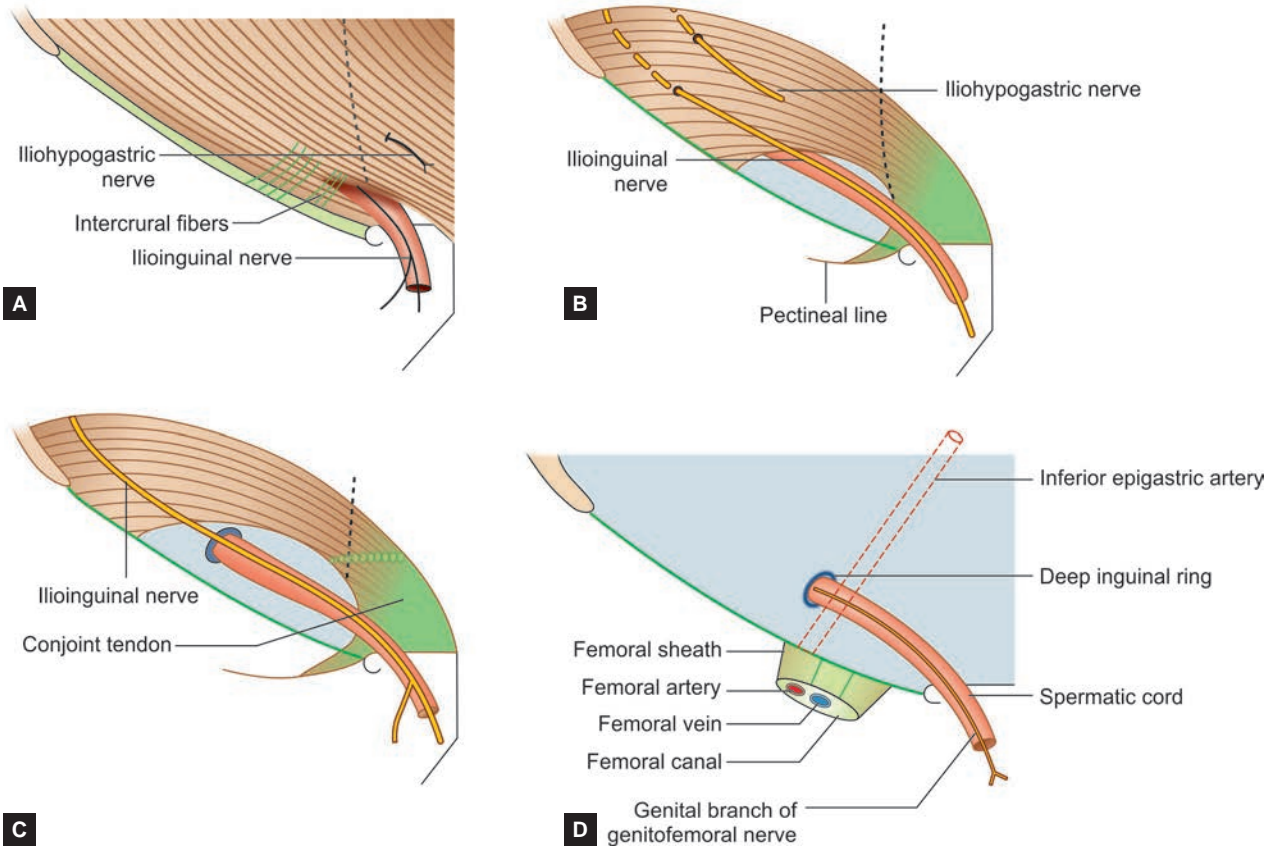 Iliohypogastric
nerve
Intercrural fibers
Ilioinguinal nerve
A
Iliohypogastric nerve
Ilioinguinal
nerve
Pectineal line
B
Ilioinguinal nerve
Conjoint tendon
C
Inferior epigastric artery
Deep inguinal ring
Femoral sheath
Femoral artery
Spermatic cord
Femoral vein
Femoral canal
Genital branch of
genitofemoral nerve
D